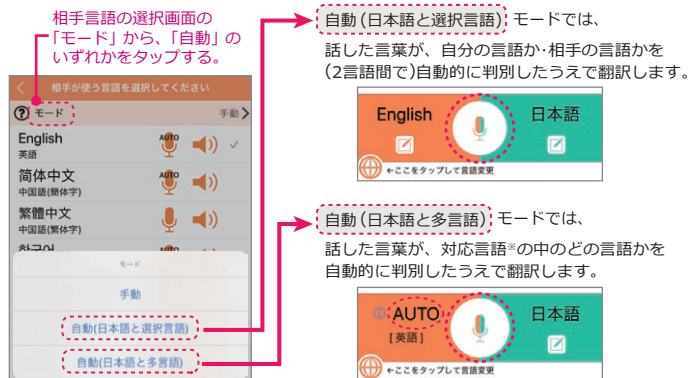 相手言語の選択画面の
「モード」から、「自動」の
いずれかをタップする。
相手が使う言語を選択してください
? モード 手動
English AUTO
英語
简体中文 AUTO
中国語(簡体字)
繁體中文
中国語(繁体字)
한국어 AUTO
モード
手動
自動(日本語と選択言語)
自動(日本語と多言語)
自動(日本語と選択言語) モードでは、
話した言葉が、自分の言語か・相手の言語かを
(2言語間で)自動的に判別したうえで翻訳します。
English 日本語
←ここをタップして言語変更
自動(日本語と多言語) モードでは、
話した言葉が、対応言語※の中のどの言語かを
自動的に判別したうえで翻訳します。
AUTO 日本語
[英語]
←ここをタップして言語変更